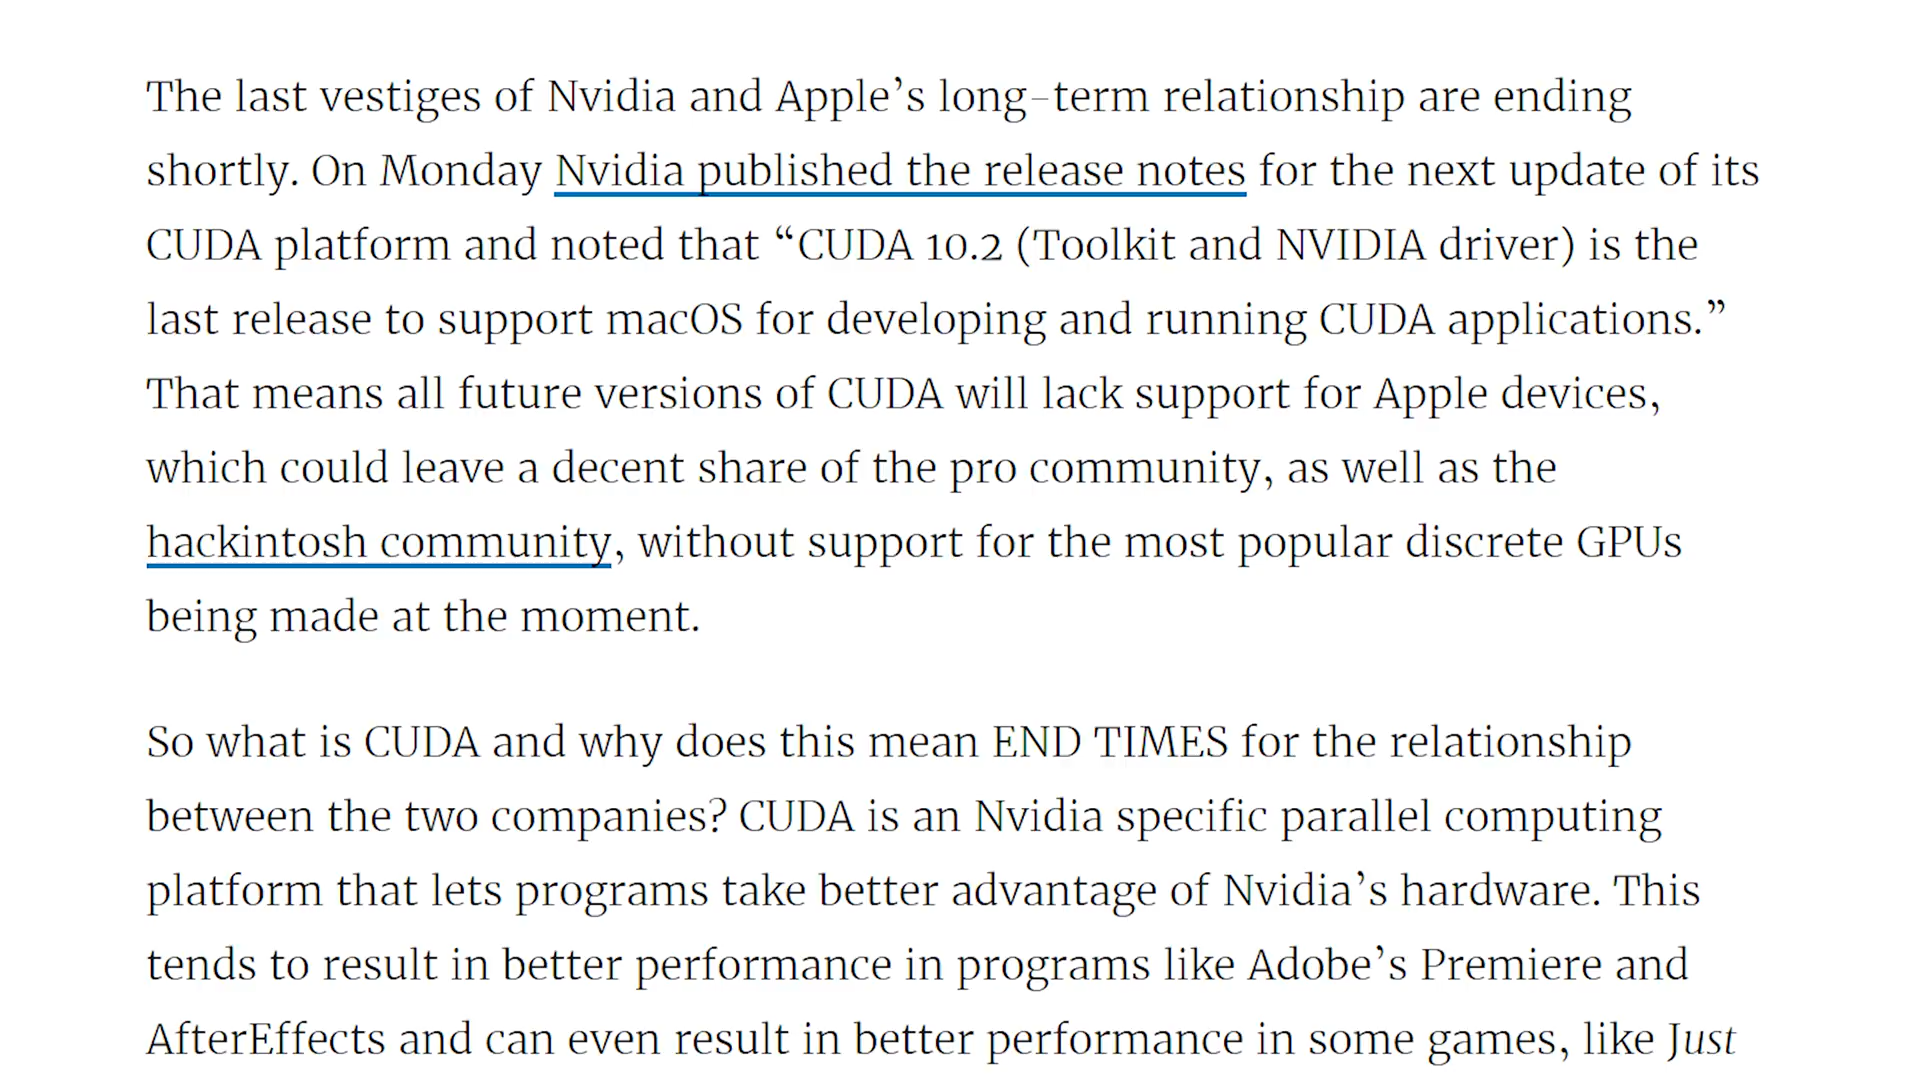 The last vestiges of Nvidia and Apple’s long-term relationship are ending
shortly. On Monday Nvidia published the release notes for the next update of its
CUDA platform and noted that “CUDA 10.2 (Toolkit and NVIDIA driver) is the
last release to support macOS for developing and running CUDA applications.”
That means all future versions of CUDA will lack support for Apple devices,
which could leave a decent share of the pro community, as well as the
hackintosh community, without support for the most popular discrete GPUs
being made at the moment.
So what is CUDA and why does this mean END TIMES for the relationship
between the two companies? CUDA is an Nvidia specific parallel computing
platform that lets programs take better advantage of Nvidia’s hardware. This
tends to result in better performance in programs like Adobe’s Premiere and
AfterEffects and can even result in better performance in some games, like Just